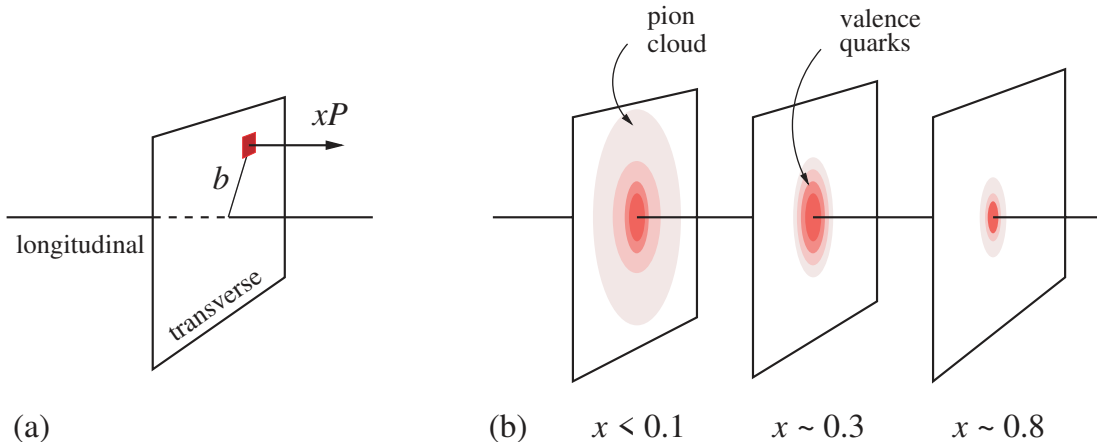 xP
b
longitudinal
transverse
(a)
pion
cloud
valence
quarks
(b)
x < 0.1
x ~ 0.3
x ~ 0.8